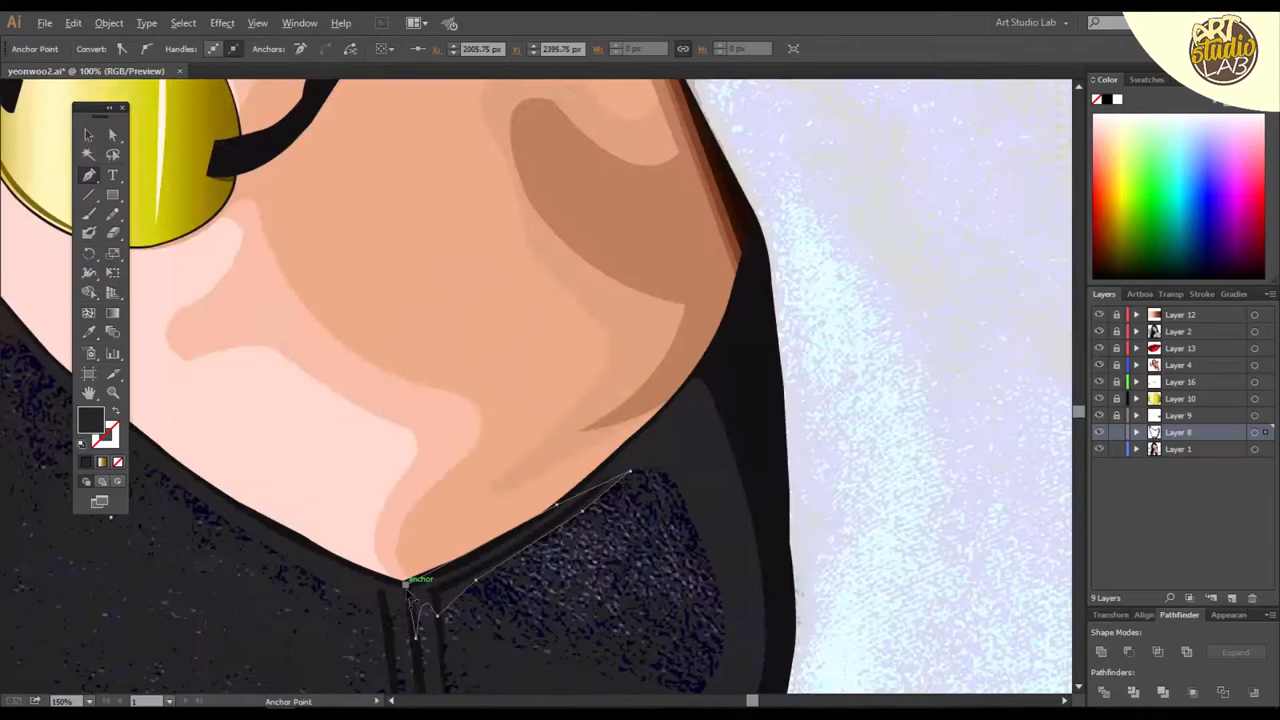 Ai File Edit Object Type Select Effect View Window Help Art Studio Lab
ART studio LAB
Anchor Point Convert: Handles: Anchors: X: 2005.75 px Y: 2395.75 px W: 0 px H: 0 px
yeonwoo2.ai* @ 100% (RGB/Preview) ×
Color Swatches
T
Layers Artboa Transp Stroke Gradier
Layer 12
Layer 2
Layer 13
Layer 4
Layer 16
Layer 10
Layer 9
Layer 8
Layer 1
anchor
9 Layers
Transforn Align Pathfinder Appearan
Shape Modes:
Expand
Pathfinders:
150% 1 Anchor Point